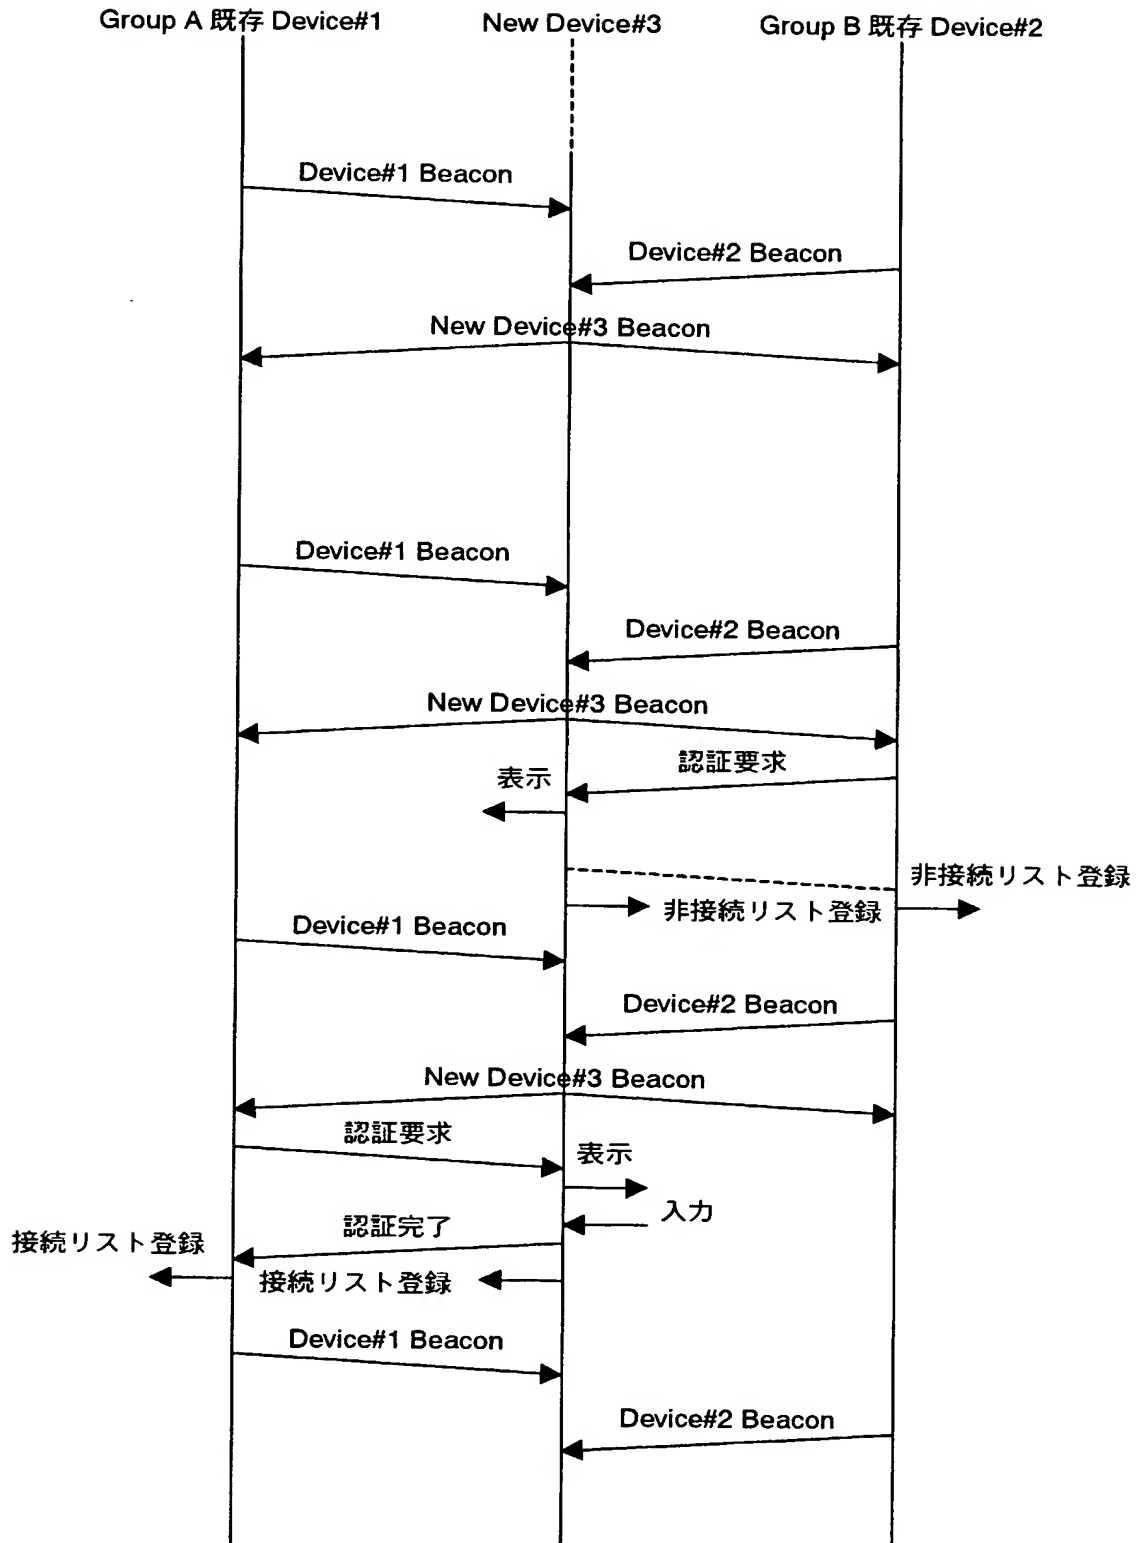 Group A 既存 Device#1
New Device#3
Group B 既存 Device#2
Device#1 Beacon
Device#2 Beacon
New Device#3 Beacon
Device#1 Beacon
Device#2 Beacon
New Device#3 Beacon
認証要求
表示
非接続リスト登録
非接続リスト登録
Device#1 Beacon
Device#2 Beacon
New Device#3 Beacon
認証要求
表示
入力
認証完了
接続リスト登録
接続リスト登録
Device#1 Beacon
Device#2 Beacon